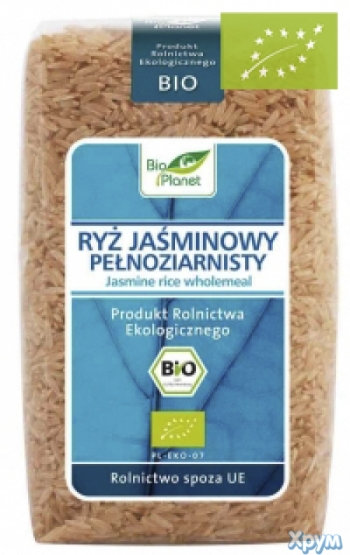 Produkt
Rolnictwa
Ekologicznego
BIO
Bio
Planet
RYŻ JAŚMINOWY
PEŁNOZIARNISTY
Jasmine rice wholemeal
Produkt Rolnictwa
Ekologicznego
BiO
PL-EKO-07
Rolnictwo spoza UE
Хрум